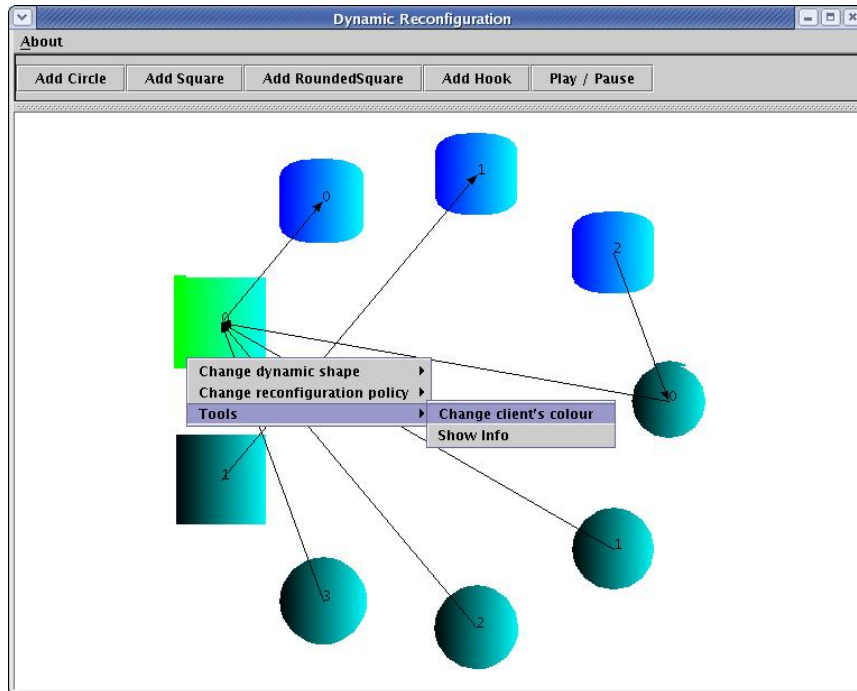 Dynamic Reconfiguration
About
Add Circle Add Square Add RoundedSquare Add Hook Play / Pause
0
1
2
0
Change dynamic shape
Change reconfiguration policy
Tools
Change client's colour
Show Info
0
1
1
3
2